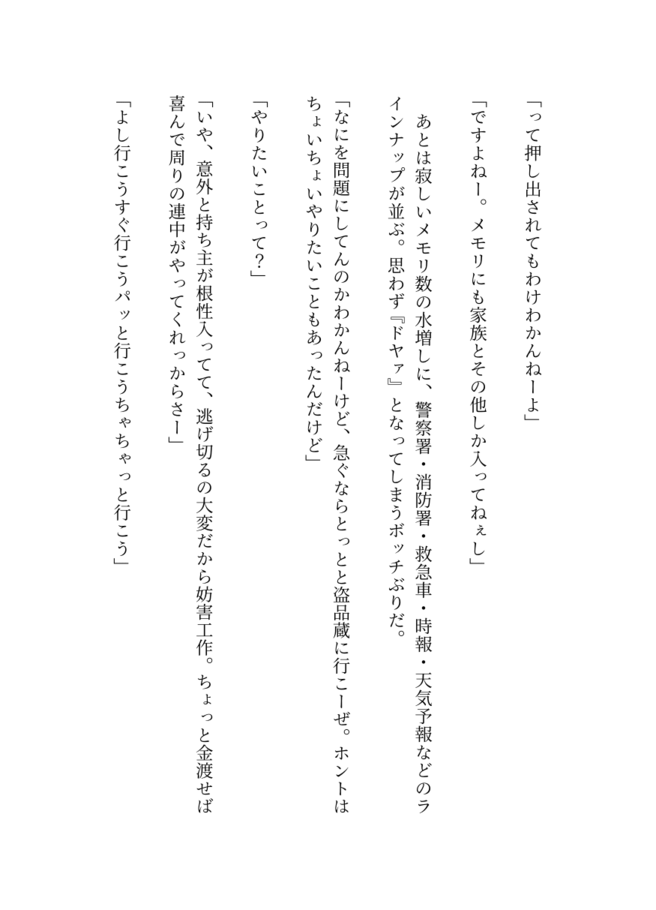 「って押し出されてもわけわかんねーよ」
「ですよねー。メモリにも家族とその他しか入ってねぇし」
　あとは寂しいメモリ数の水増しに、警察署・消防署・救急車・時報・天気予報などのラ
インナップが並ぶ。思わず『ドヤァ』となってしまうボッチぶりだ。
「なにを問題にしてんのかわかんねーけど、急ぐならとっとと盗品蔵に行こーぜ。ホントは
ちょいちょいやりたいこともあったんだけど」
「やりたいことって？」
「いや、意外と持ち主が根性入ってて、逃げ切るの大変だから妨害工作。ちょっと金渡せば
喜んで周りの連中がやってくれっからさー」
「よし行こうすぐ行こうパッと行こうちゃちゃっと行こう」